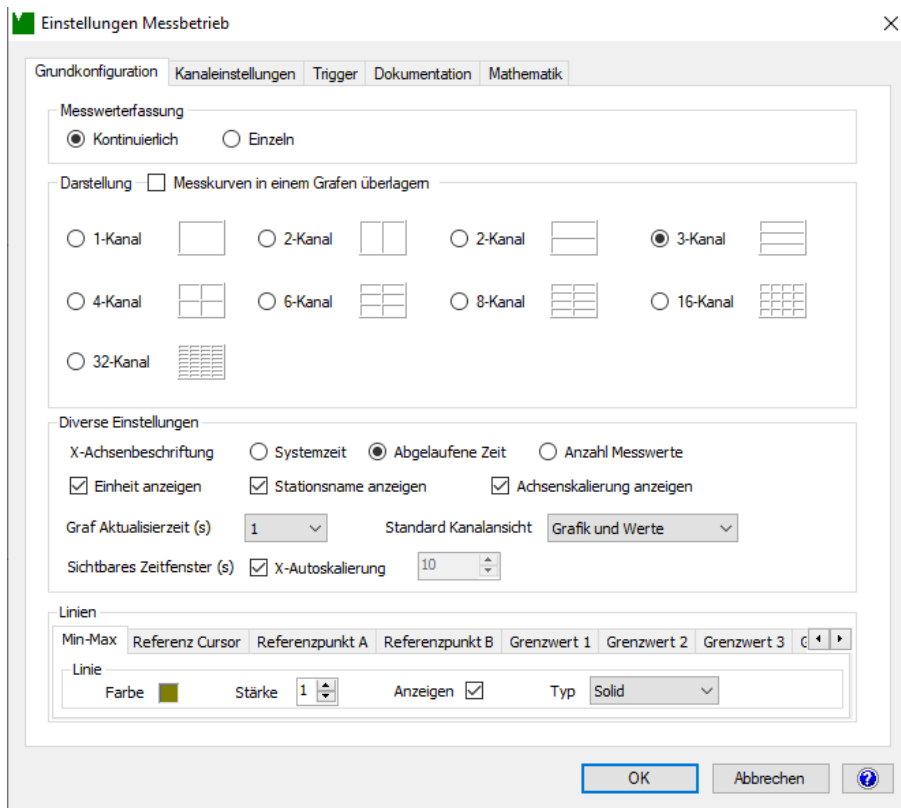 Einstellungen Messbetrieb
Grundkonfiguration Kanaleinstellungen Trigger Dokumentation Mathematik
Messwerterfassung
Kontinuierlich Einzeln
Darstellung Messkurven in einem Grafen überlagern
1-Kanal 2-Kanal 2-Kanal 3-Kanal
4-Kanal 6-Kanal 8-Kanal 16-Kanal
32-Kanal
Diverse Einstellungen
X-Achsenbeschriftung Systemzeit Abgelaufene Zeit Anzahl Messwerte
Einheit anzeigen Stationsname anzeigen Achsenskalierung anzeigen
Graf Aktualisierzeit (s) 1 Standard Kanalansicht Grafik und Werte
Sichtbares Zeitfenster (s) X-Autoskalierung 10
Linien
Min-Max Referenz Cursor Referenzpunkt A Referenzpunkt B Grenzwert 1 Grenzwert 2 Grenzwert 3
Linie
Farbe Stärke 1 Anzeigen Typ Solid
OK Abbrechen ?